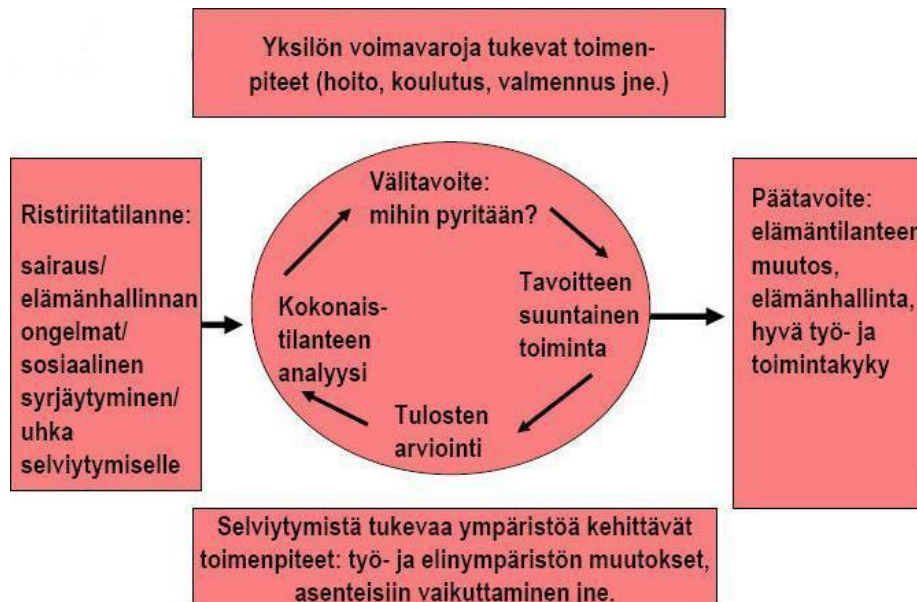 Yksilön voimavaroja tukevat toimen-
piteet (hoito, koulutus, valmennus jne.)
Ristiriitatilanne:
sairaus/
elämänhallinnan
ongelmat/
sosiaalinen
syrjäytyminen/
uhka
selviytymiselle
Välitavoite:
mihin pyritään?
Tavoitteen
suuntainen
toiminta
Tulosten
arviointi
Kokonais-
tilanteen
analyysi
Päätavoite:
elämäntilanteen
muutos,
elämänhallinta,
hyvä työ- ja
toimintakyky
Selviytymistä tukevaa ympäristöä kehittävät
toimenpiteet: työ- ja elinympäristön muutokset,
asenteisiin vaikuttaminen jne.